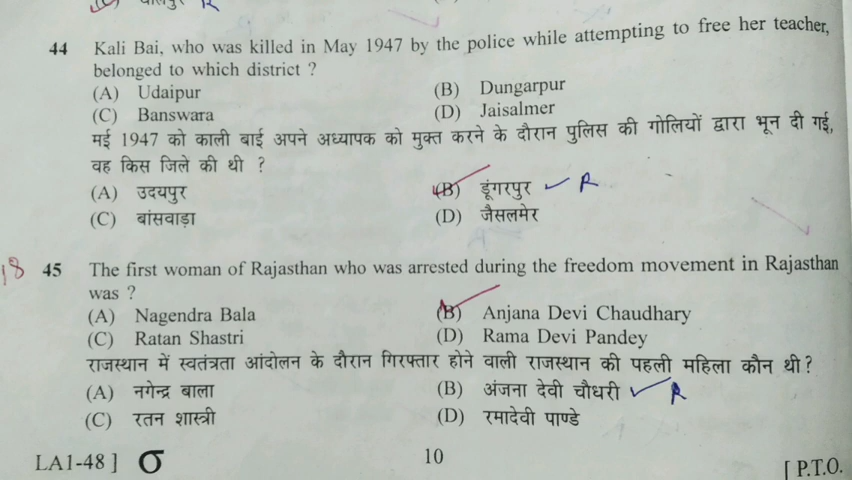 (C) धौलपुर R
44 Kali Bai, who was killed in May 1947 by the police while attempting to free her teacher,
belonged to which district ?
(A) Udaipur (B) Dungarpur
(C) Banswara (D) Jaisalmer
मई 1947 को काली बाई अपने अध्यापक को मुक्त करने के दौरान पुलिस की गोलियों द्वारा भून दी गई,
वह किस जिले की थी ?
(A) उदयपुर (B) डूंगरपुर R
(C) बांसवाड़ा (D) जैसलमेर
18 45 The first woman of Rajasthan who was arrested during the freedom movement in Rajasthan
was ?
(A) Nagendra Bala (B) Anjana Devi Chaudhary
(C) Ratan Shastri (D) Rama Devi Pandey
राजस्थान में स्वतंत्रता आंदोलन के दौरान गिरफ्तार होने वाली राजस्थान की पहली महिला कौन थी ?
(A) नगेन्द्र बाला (B) अंजना देवी चौधरी R
(C) रतन शास्त्री (D) रमादेवी पाण्डे
LA1-48 ] σ 10 [ P.T.O.